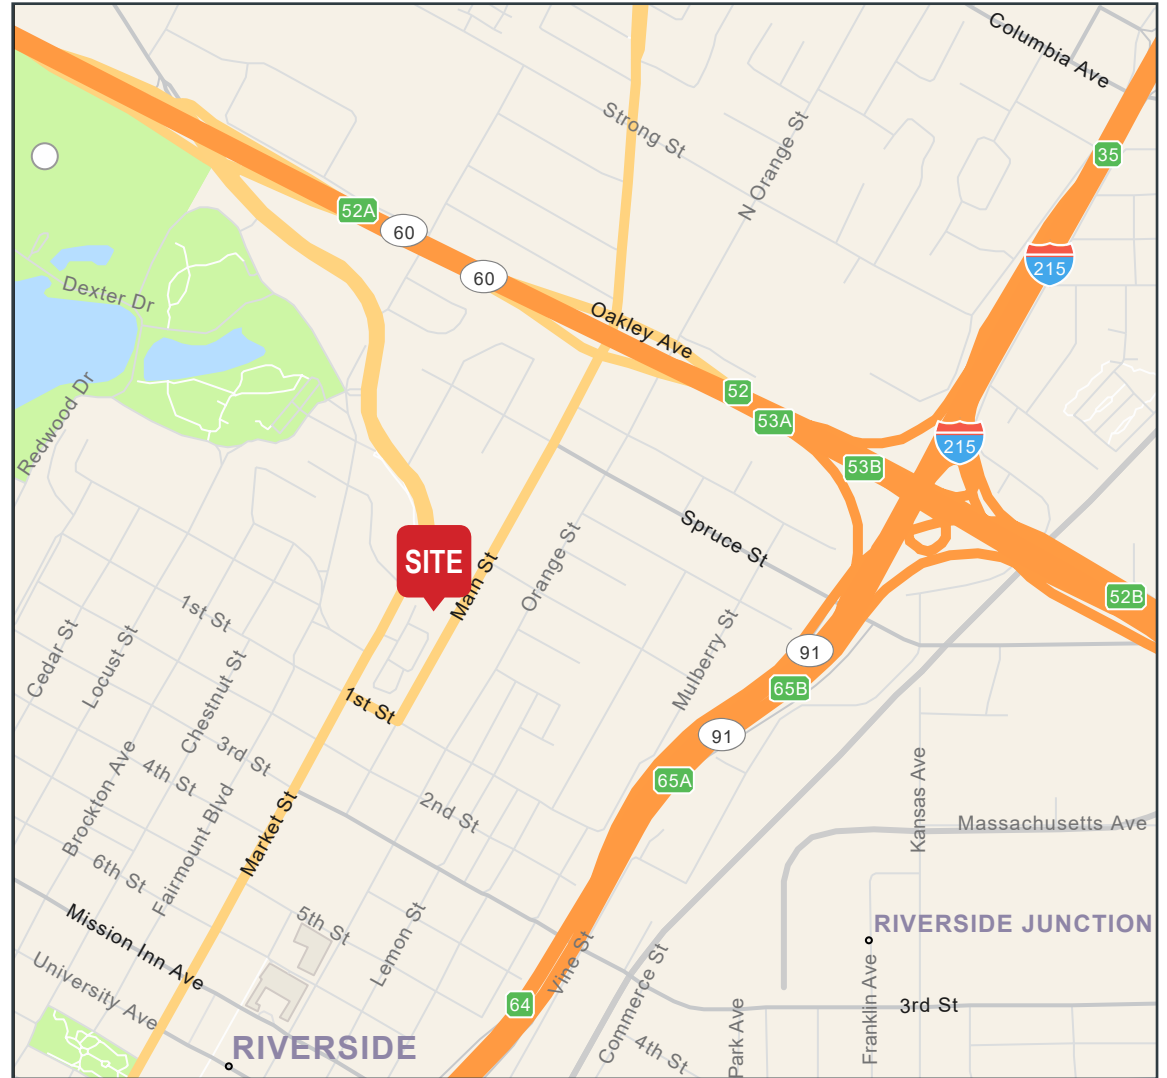 Columbia Ave
Strong St
N Orange St
35
52A
60
60
215
Dexter Dr
Oakley Ave
52
53A
Redwood Dr
215
53B
Spruce St
SITE
Main St
Orange St
52B
1st St
Cedar St
Locust St
Chestnut St
Mulberry St
91
65B
1st St
91
3rd St
4th St
65A
Brockton Ave
Fairmount Blvd
Market St
2nd St
Kansas Ave
Massachusetts Ave
6th St
5th St
Mission Inn Ave
Lemon St
RIVERSIDE JUNCTION
University Ave
Vine St
Commerce St
64
Franklin Ave
3rd St
Park Ave
4th St
RIVERSIDE